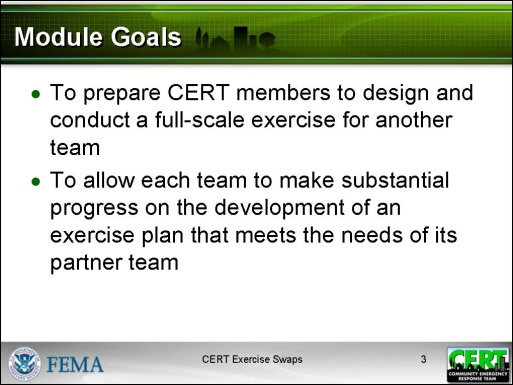 Module Goals
• To prepare CERT members to design and
conduct a full-scale exercise for another
team
• To allow each team to make substantial
progress on the development of an
exercise plan that meets the needs of its
partner team
FEMA
CERT Exercise Swaps
3
CERT
COMMUNITY EMERGENCY
RESPONSE TEAM